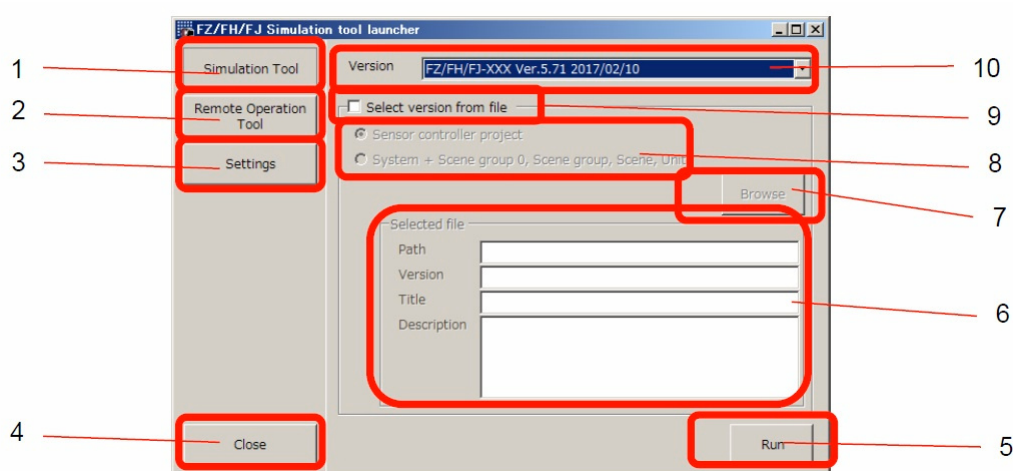 FZ/FH/FJ Simulation tool launcher
1
Simulation Tool
Version
FZ/FH/FJ-XXX Ver.5.71 2017/02/10
10
2
Remote Operation
Tool
Select version from file
9
3
Settings
Sensor controller project
System + Scene group 0, Scene group, Scene, Unit
8
Browse
7
Selected file
Path
Version
Title
6
Description
4
Close
Run
5